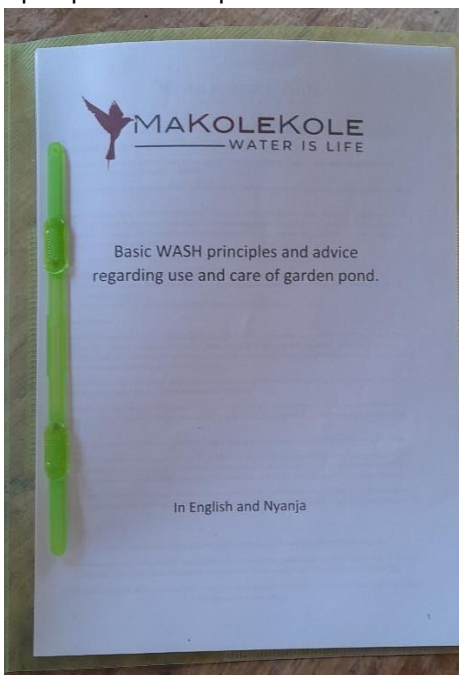 MAKOLEKOLE
WATER IS LIFE
Basic WASH principles and advice
regarding use and care of garden pond.
In English and Nyanja
1